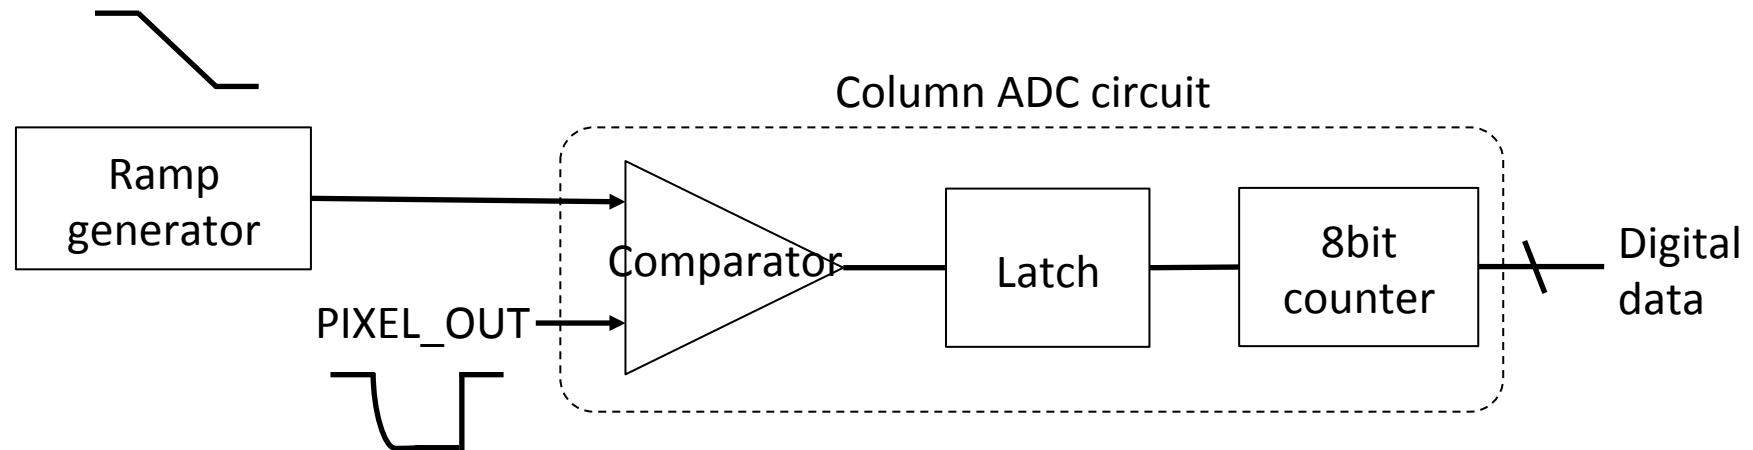 Column ADC circuit
Ramp
generator
Comparator
Latch
8bit
counter
Digital
data
PIXEL_OUT